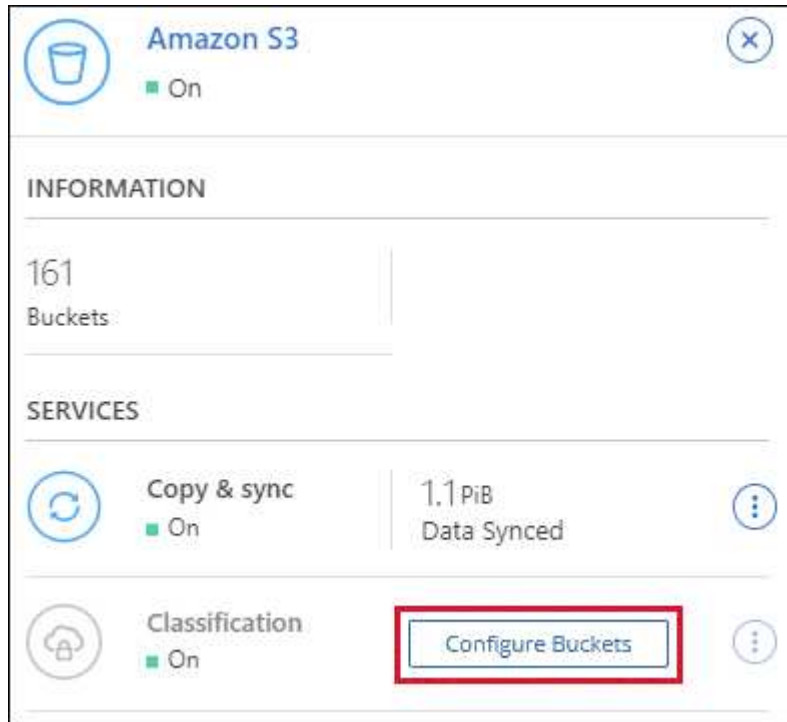 Amazon S3
On
INFORMATION
161
Buckets
SERVICES
Copy & sync
On
1.1 PiB
Data Synced
Classification
On
Configure Buckets